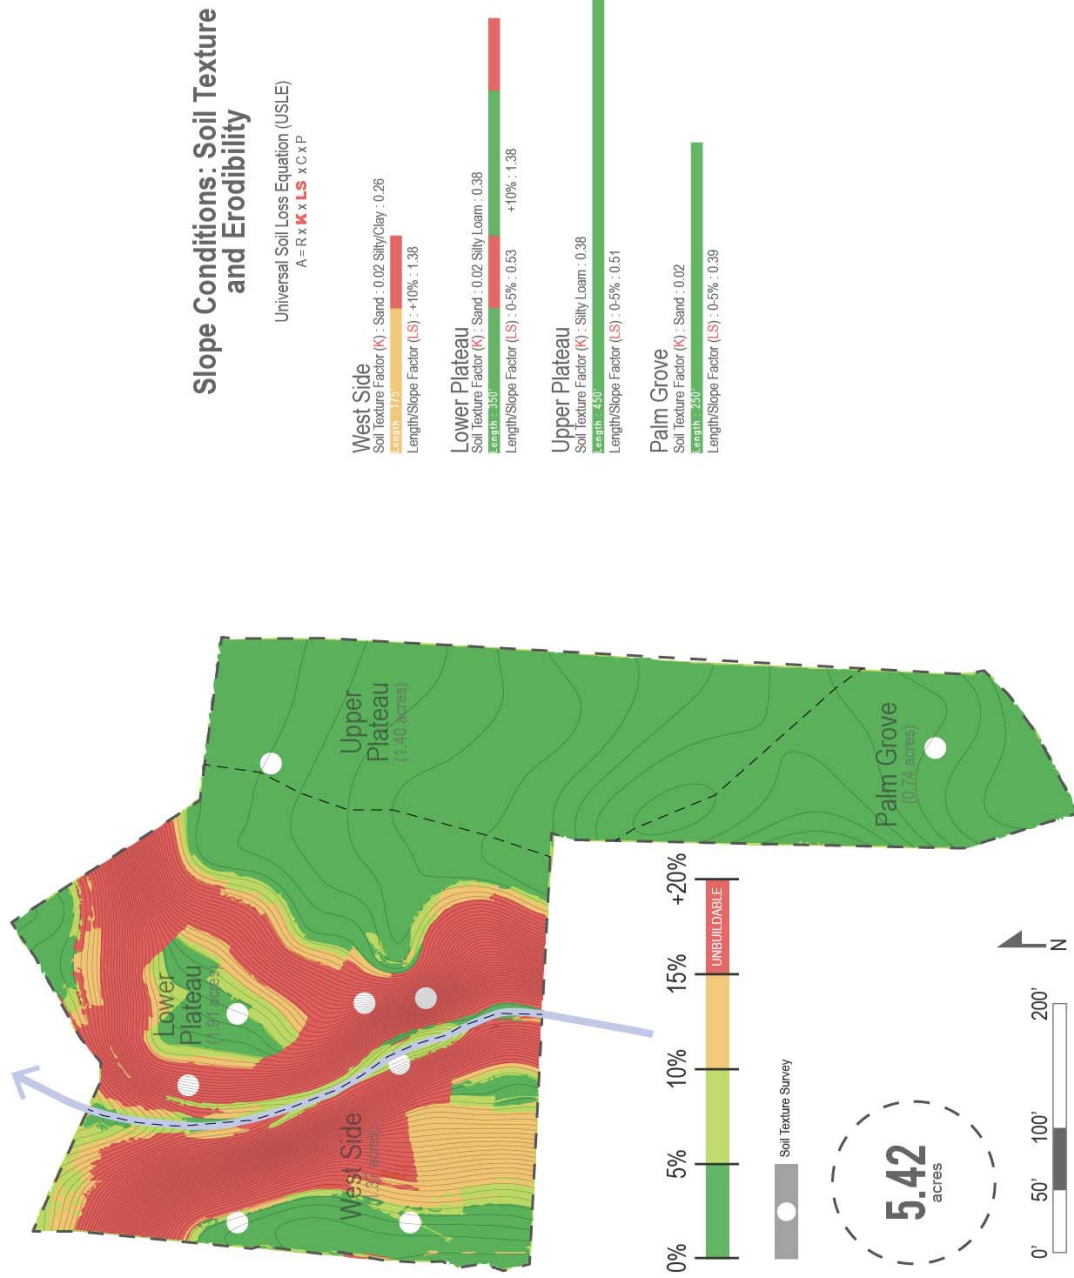 Slope Conditions: Soil Texture
and Erodibility
Universal Soil Loss Equation (USLE)
A = R x K x LS x C x P
West Side
Soil Texture Factor (K) : Sand : 0.02 Silty/Clay : 0.26
Length : 175'
Length/Slope Factor (LS) : +10% : 1.38
Lower Plateau
Soil Texture Factor (K) : Sand : 0.02 Silty Loam : 0.38
Length : 350'
Length/Slope Factor (LS) : 0-5% : 0.53 +10% : 1.38
Upper Plateau
Soil Texture Factor (K) : Silty Loam : 0.38
Length : 450'
Length/Slope Factor (LS) : 0-5% : 0.51
Palm Grove
Soil Texture Factor (K) : Sand : 0.02
Length : 250'
Length/Slope Factor (LS) : 0-5% : 0.39
West Side
acres)
Lower
Plateau
(1.91 acres)
Upper
Plateau
(1.40 acres)
Palm Grove
(0.74 acres)
0% 5% 10% 15% +20%
UNBUILDABLE
Soil Texture Survey
5.42
acres
0' 50' 100' 200'
N